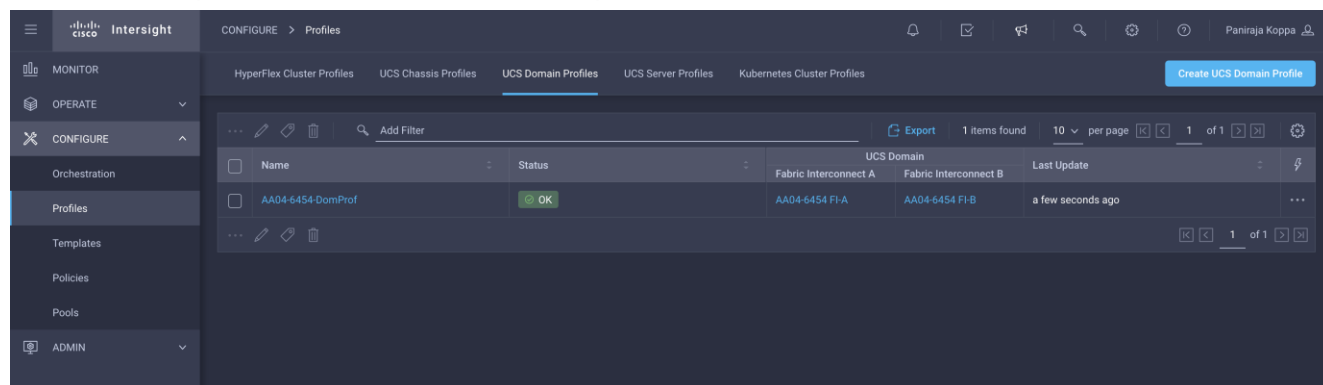 CISCO Intersight
CONFIGURE > Profiles
Paniraja Koppa
MONITOR
OPERATE
CONFIGURE
Orchestration
Profiles
Templates
Policies
Pools
ADMIN
HyperFlex Cluster Profiles UCS Chassis Profiles UCS Domain Profiles UCS Server Profiles Kubernetes Cluster Profiles
Create UCS Domain Profile
Add Filter Export 1 items found 10 per page 1 of 1
Name Status UCS Domain Last Update
Fabric Interconnect A Fabric Interconnect B
AA04-6454-DomProf OK AA04-6454 FI-A AA04-6454 FI-B a few seconds ago
1 of 1